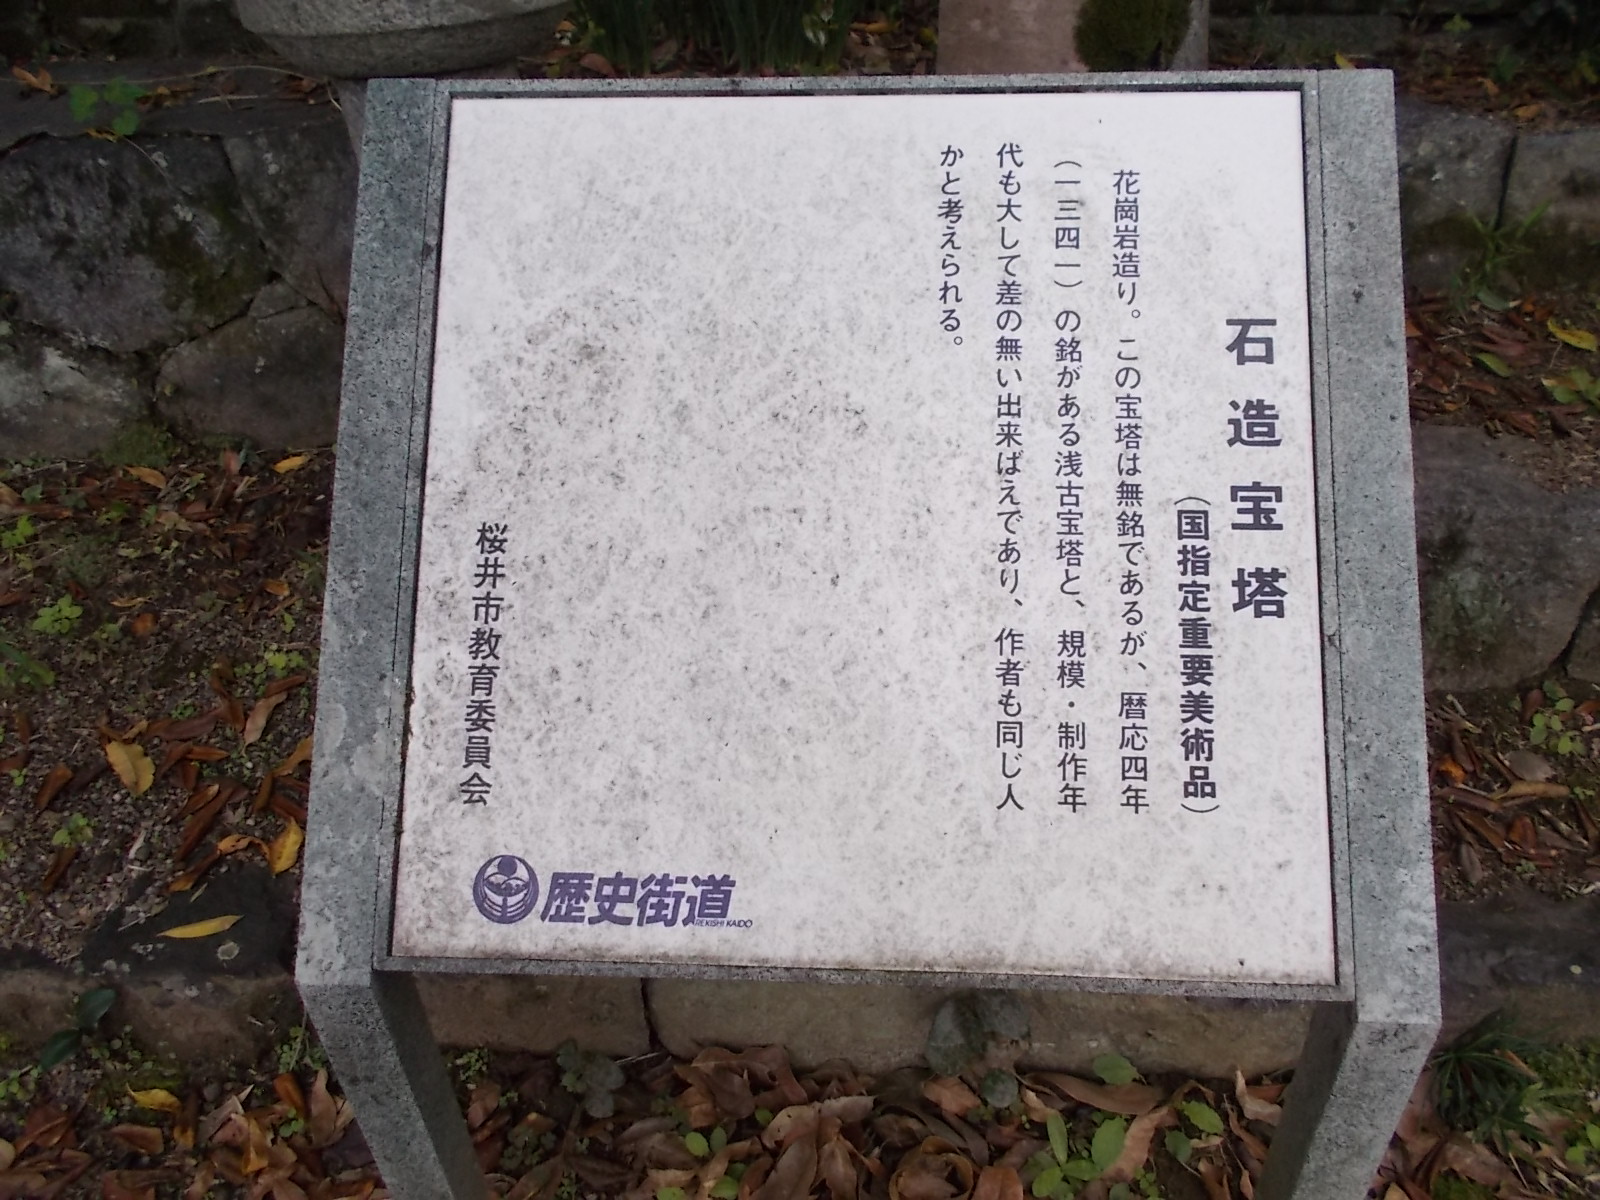 石造宝塔
（国指定重要美術品）
花崗岩造り。この宝塔は無銘であるが、暦応四年
（一三四一）の銘がある浅古宝塔と、規模・制作年
代も大して差の無い出来ばえであり、作者も同じ人
かと考えられる。
桜井市教育委員会
歴史街道
REKISHI KAIDO